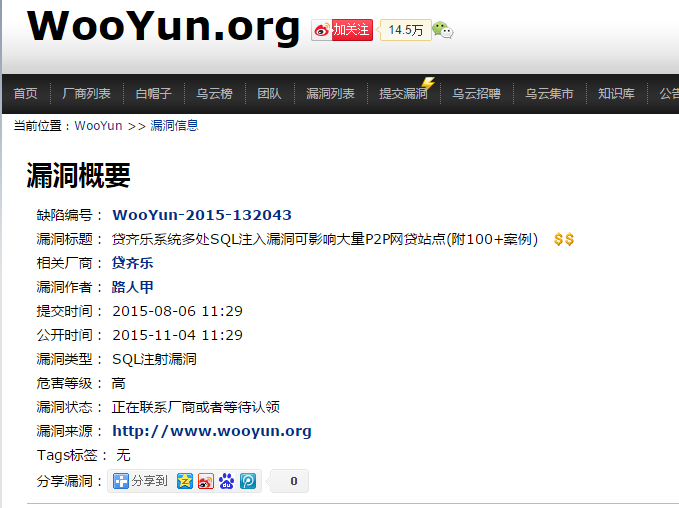 WooYun.org 加关注 14.5万
首页 厂商列表 白帽子 乌云榜 团队 漏洞列表 提交漏洞 乌云招聘 乌云集市 知识库 公告
当前位置：WooYun >> 漏洞信息
漏洞概要
缺陷编号： WooYun-2015-132043
漏洞标题： 贷齐乐系统多处SQL注入漏洞可影响大量P2P网贷站点(附100+案例) $$
相关厂商： 贷齐乐
漏洞作者： 路人甲
提交时间： 2015-08-06 11:29
公开时间： 2015-11-04 11:29
漏洞类型： SQL注射漏洞
危害等级： 高
漏洞状态： 正在联系厂商或者等待认领
漏洞来源： http://www.wooyun.org
Tags标签： 无
分享漏洞： 分享到 0